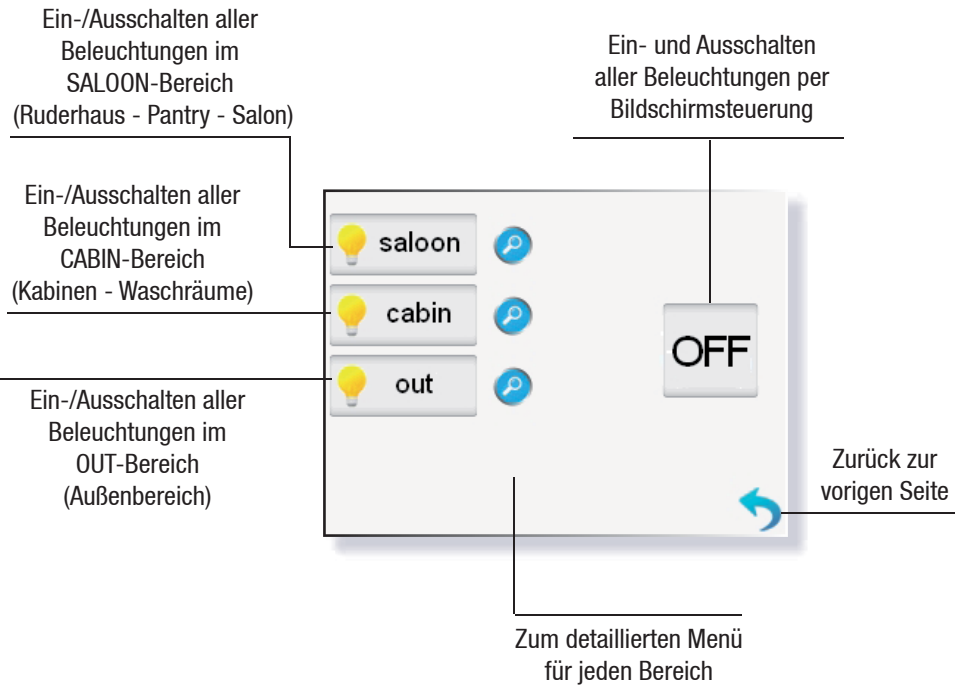 Ein-/Ausschalten aller
Beleuchtungen im
SALOON-Bereich
(Ruderhaus - Pantry - Salon)
Ein- und Ausschalten
aller Beleuchtungen per
Bildschirmsteuerung
Ein-/Ausschalten aller
Beleuchtungen im
CABIN-Bereich
(Kabinen - Waschräume)
saloon
cabin
out
OFF
Ein-/Ausschalten aller
Beleuchtungen im
OUT-Bereich
(Außenbereich)
Zurück zur
vorigen Seite
Zum detaillierten Menü
für jeden Bereich